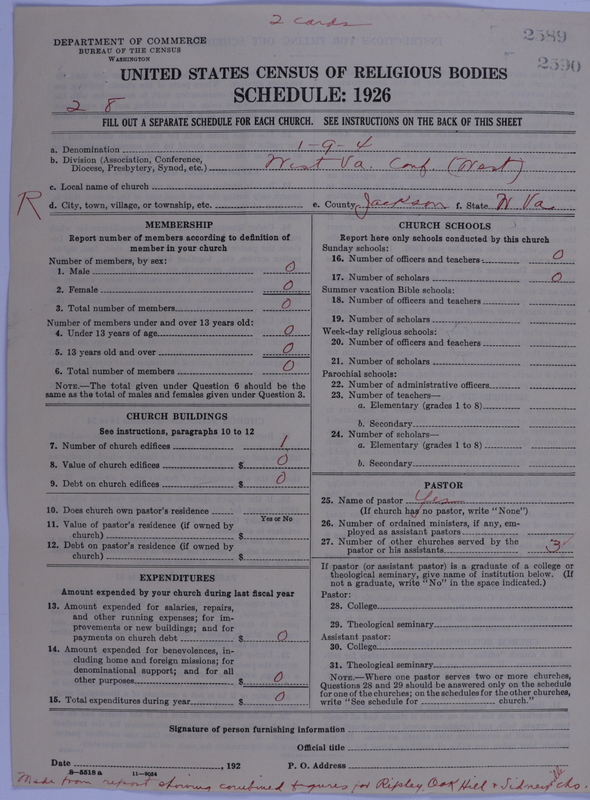 2 cards
DEPARTMENT OF COMMERCE
BUREAU OF THE CENSUS
WASHINGTON
2589
2590
UNITED STATES CENSUS OF RELIGIOUS BODIES
SCHEDULE: 1926
2 8
FILL OUT A SEPARATE SCHEDULE FOR EACH CHURCH. SEE INSTRUCTIONS ON THE BACK OF THIS SHEET
a. Denomination 1-9-4
b. Division (Association, Conference, Diocese, Presbytery, Synod, etc.) West Va. Conf (West)
c. Local name of church
R
d. City, town, village, or township, etc. e. County Jackson f. State W Va
MEMBERSHIP
Report number of members according to definition of
member in your church
Number of members, by sex:
1. Male 0
2. Female 0
3. Total number of members 0
Number of members under and over 13 years old:
4. Under 13 years of age 0
5. 13 years old and over 0
6. Total number of members 0
NOTE.—The total given under Question 6 should be the
same as the total of males and females given under Question 3.
CHURCH BUILDINGS
See instructions, paragraphs 10 to 12
7. Number of church edifices 1
8. Value of church edifices $ 0
9. Debt on church edifices $ 0
10. Does church own pastor's residence
Yes or No
11. Value of pastor's residence (if owned by
church) $
12. Debt on pastor's residence (if owned by
church) $
EXPENDITURES
Amount expended by your church during last fiscal year
13. Amount expended for salaries, repairs,
and other running expenses; for im-
provements or new buildings; and for
payments on church debt $ 0
14. Amount expended for benevolences, in-
cluding home and foreign missions; for
denominational support; and for all
other purposes $ 0
15. Total expenditures during year $ 0
CHURCH SCHOOLS
Report here only schools conducted by this church
Sunday schools:
16. Number of officers and teachers 0
17. Number of scholars 0
Summer vacation Bible schools:
18. Number of officers and teachers
19. Number of scholars
Week-day religious schools:
20. Number of officers and teachers
21. Number of scholars
Parochial schools:
22. Number of administrative officers
23. Number of teachers—
a. Elementary (grades 1 to 8)
b. Secondary
24. Number of scholars—
a. Elementary (grades 1 to 8)
b. Secondary
PASTOR
25. Name of pastor Yes
(If church has no pastor, write "None")
26. Number of ordained ministers, if any, em-
ployed as assistant pastors
27. Number of other churches served by the
pastor or his assistants 3
If pastor (or assistant pastor) is a graduate of a college or
theological seminary, give name of institution below. (If
not a graduate, write "No" in the space indicated.)
Pastor:
28. College
29. Theological seminary
Assistant pastor:
30. College
31. Theological seminary
NOTE.—Where one pastor serves two or more churches,
Questions 28 and 29 should be answered only on the schedule
for one of the churches; on the schedules for the other churches,
write "See schedule for church."
Signature of person furnishing information
Official title
Date , 192 P. O. Address
B-5518 a 11-9034
Made from report showing combined figures for Ripley, Oak Hill + Sidney chs.